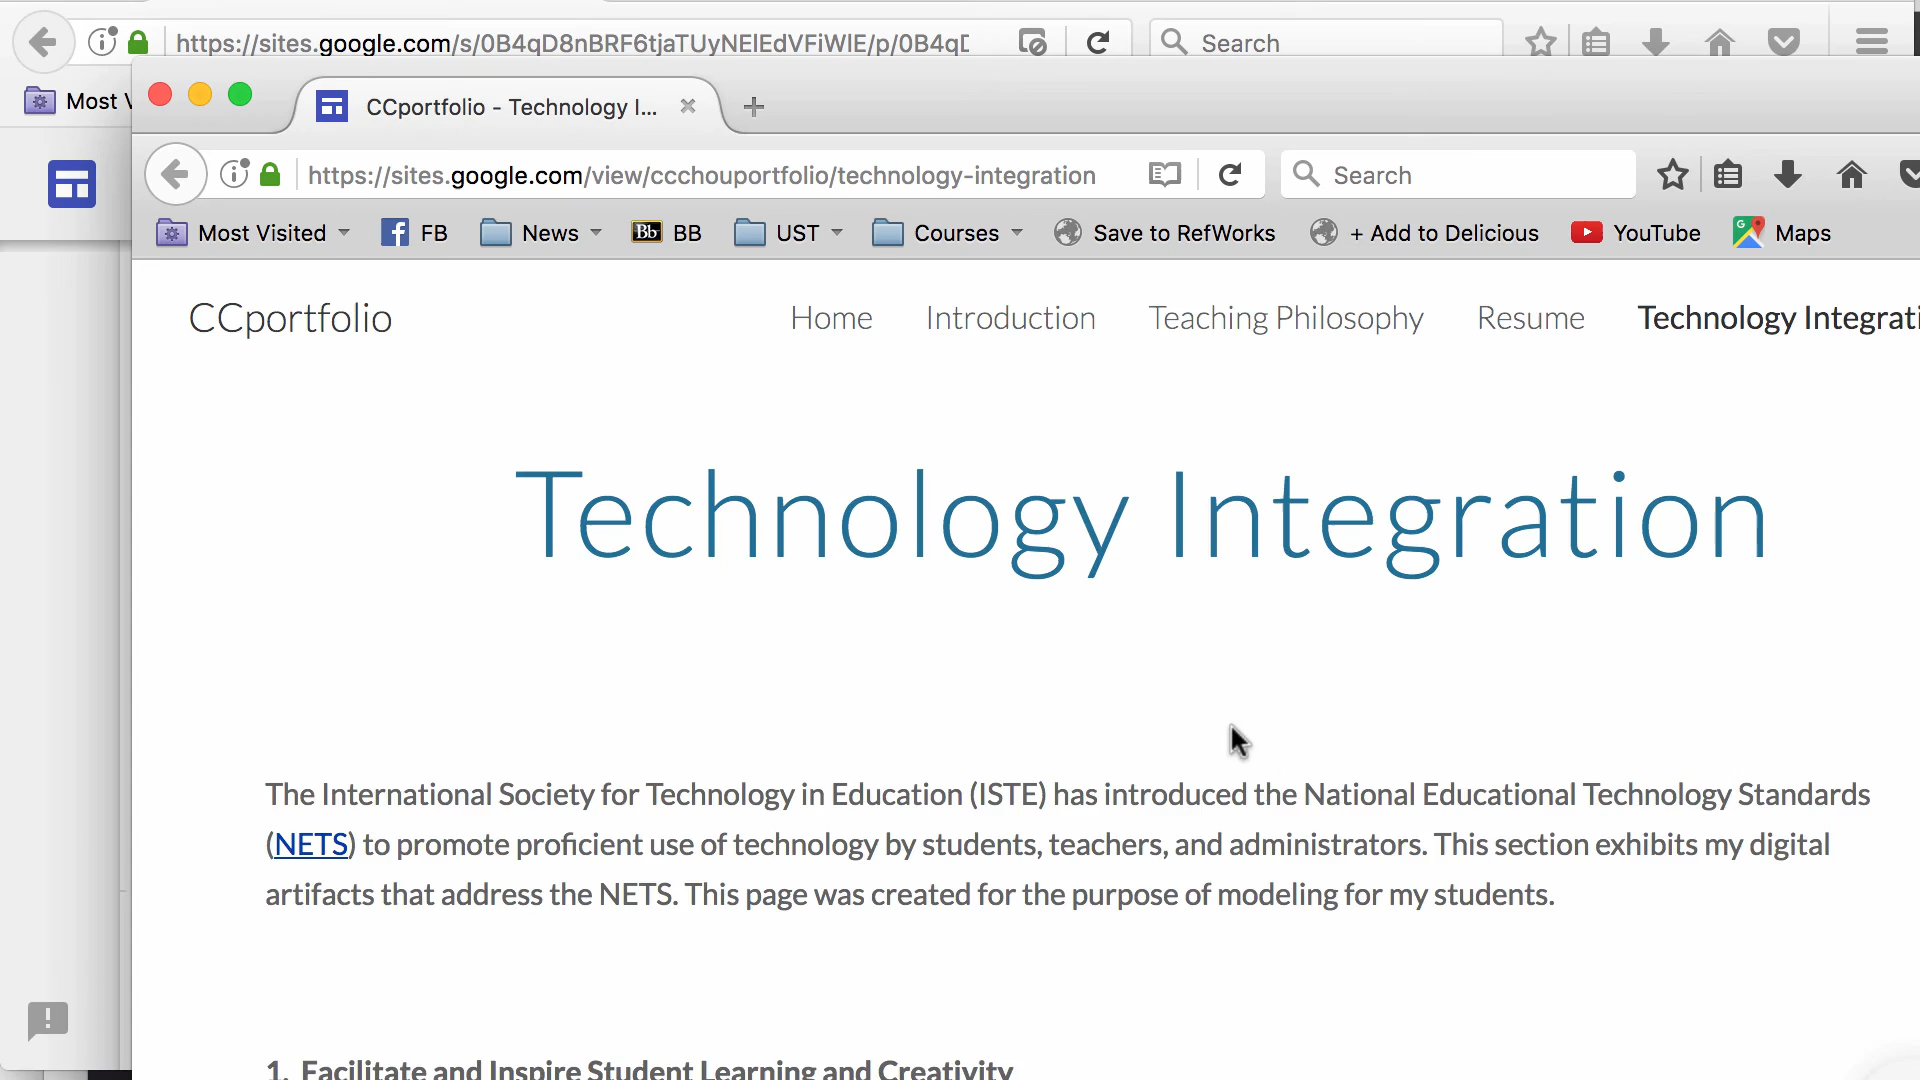 https://sites.google.com/s/0B4qD8nBRF6tjaTUyNElEdVFiWlE/p/0B4qD
Search
Most V
CCportfolio - Technology I...
https://sites.google.com/view/ccchouportfolio/technology-integration
Search
Most Visited FB News BB UST Courses Save to RefWorks + Add to Delicious YouTube Maps
CCportfolio
Home Introduction Teaching Philosophy Resume Technology Integrati
Technology Integration
The International Society for Technology in Education (ISTE) has introduced the National Educational Technology Standards
(NETS) to promote proficient use of technology by students, teachers, and administrators. This section exhibits my digital
artifacts that address the NETS. This page was created for the purpose of modeling for my students.
1. Facilitate and Inspire Student Learning and Creativity